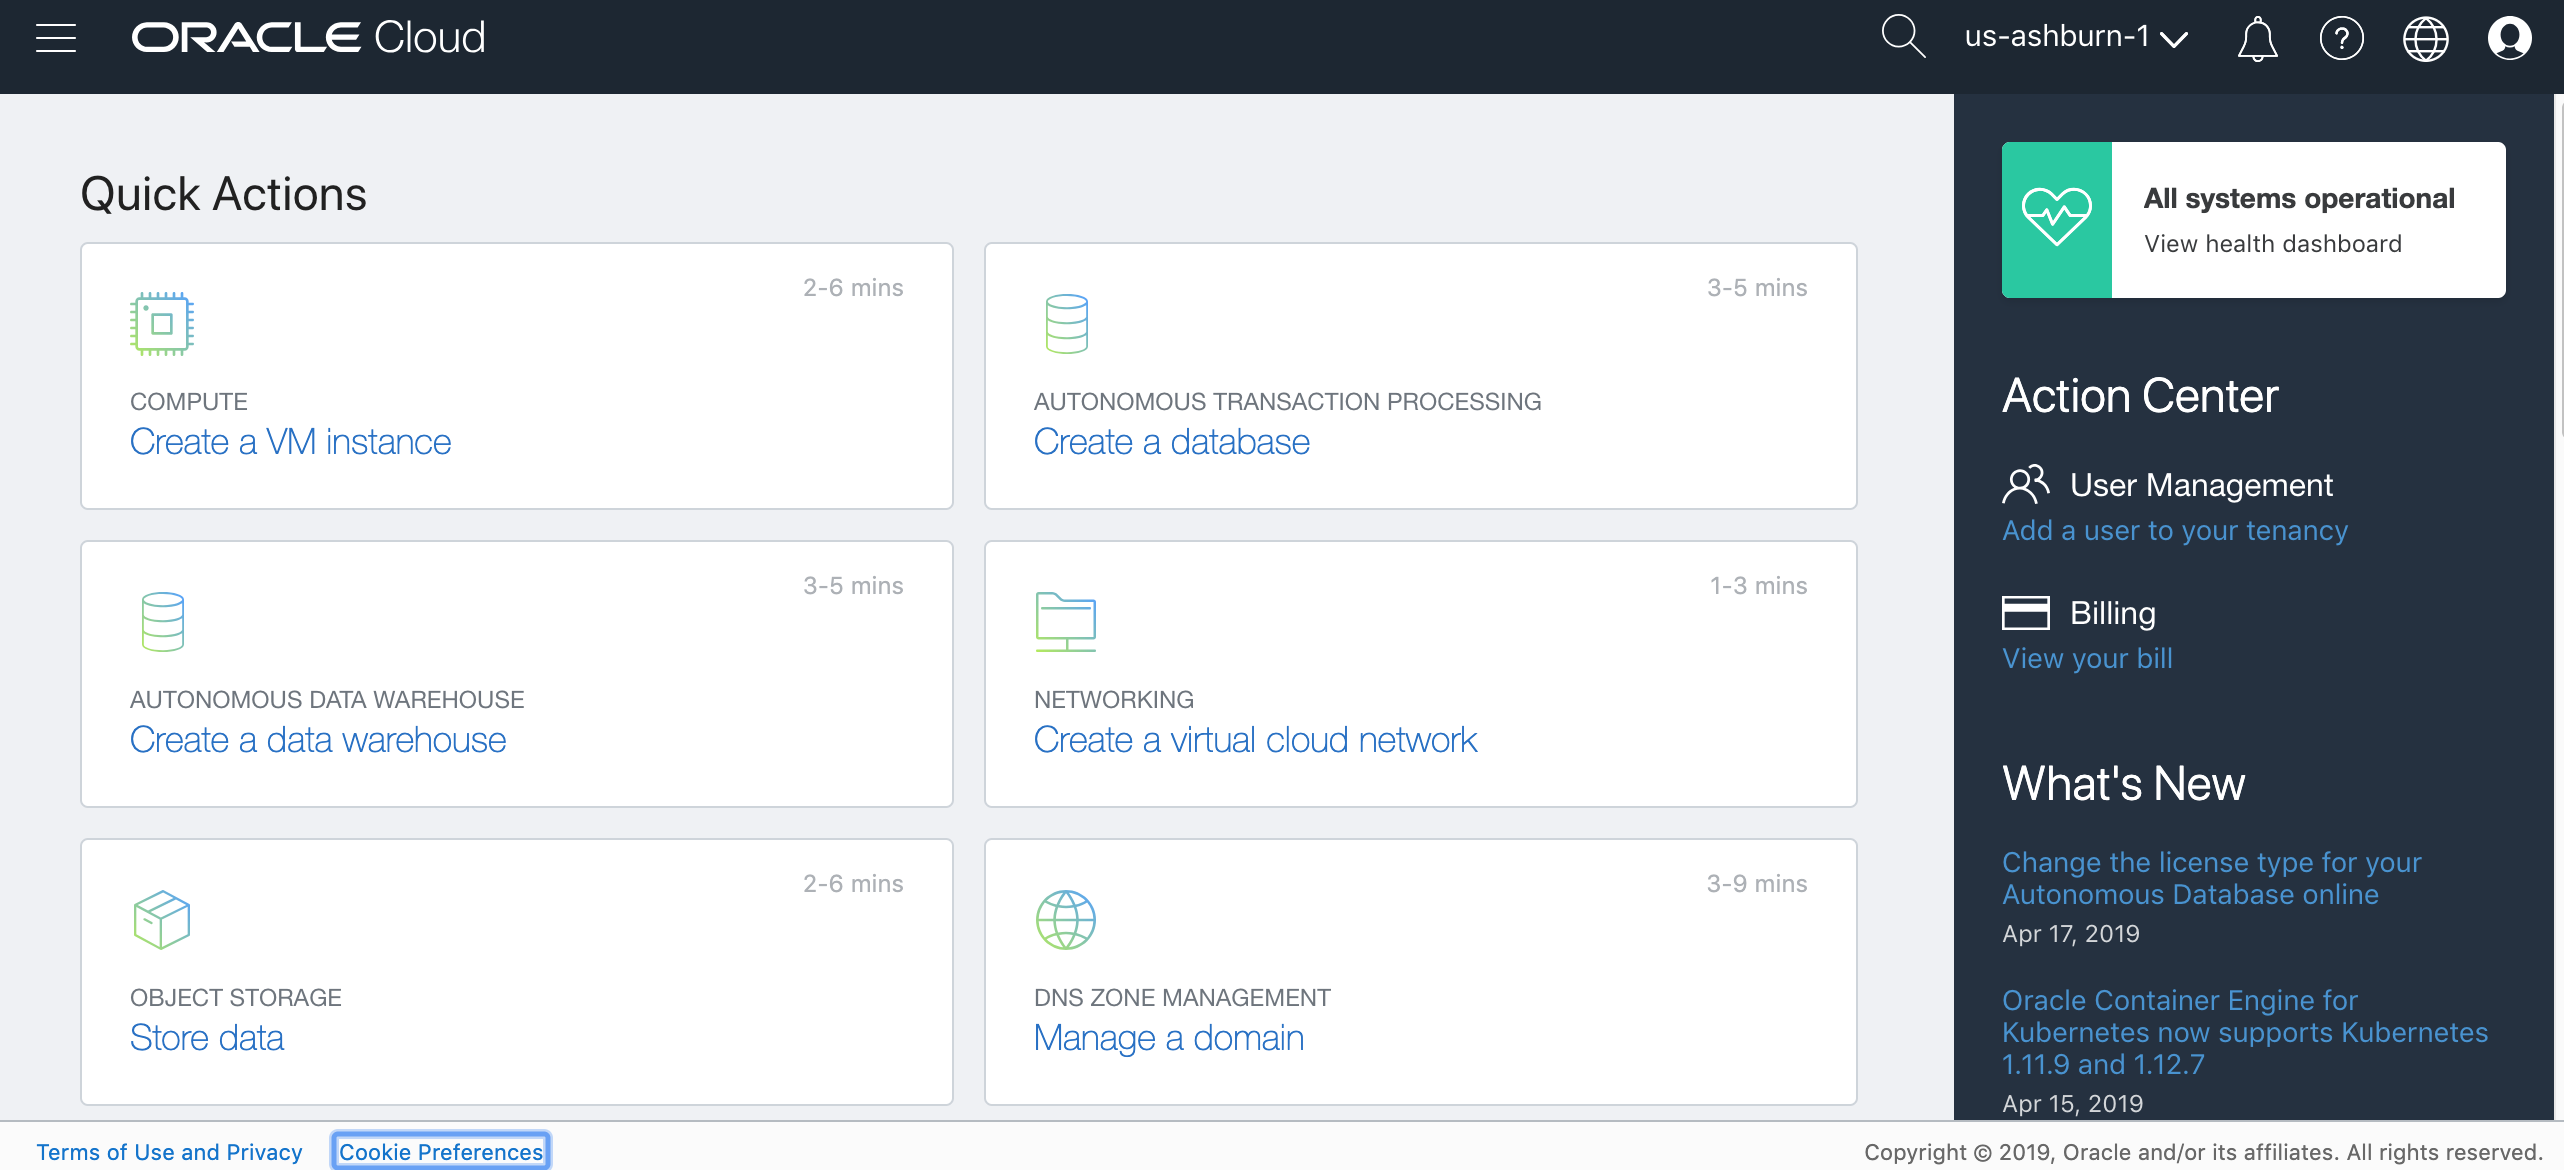 ORACLE Cloud
us-ashburn-1
?
Quick Actions
2-6 mins
COMPUTE
Create a VM instance
3-5 mins
AUTONOMOUS TRANSACTION PROCESSING
Create a database
3-5 mins
AUTONOMOUS DATA WAREHOUSE
Create a data warehouse
1-3 mins
NETWORKING
Create a virtual cloud network
2-6 mins
OBJECT STORAGE
Store data
3-9 mins
DNS ZONE MANAGEMENT
Manage a domain
All systems operational
View health dashboard
Action Center
User Management
Add a user to your tenancy
Billing
View your bill
What's New
Change the license type for your
Autonomous Database online
Apr 17, 2019
Oracle Container Engine for
Kubernetes now supports Kubernetes
1.11.9 and 1.12.7
Apr 15, 2019
Terms of Use and Privacy
Cookie Preferences
Copyright © 2019, Oracle and/or its affiliates. All rights reserved.